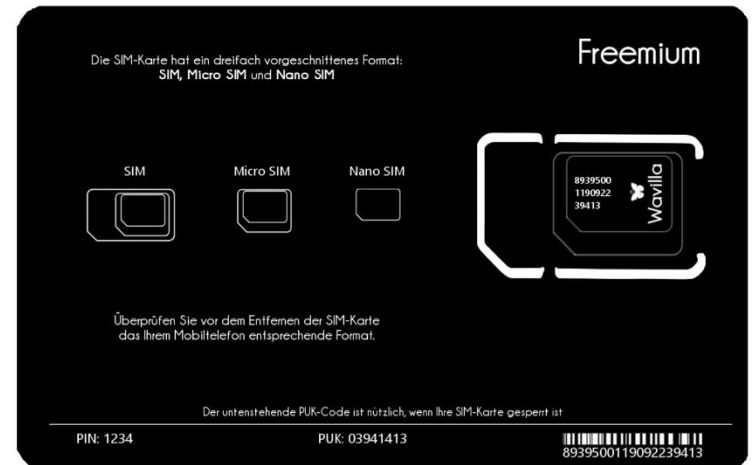 Die SIM-Karte hat ein dreifach vorgeschnittenes Format:
SIM, Micro SIM und Nano SIM
Freemium
SIM
Micro SIM
Nano SIM
8939500
1190922
39413
Wavilla
Überprüfen Sie vor dem Entfernen der SIM-Karte
das Ihrem Mobiltelefon entsprechende Format.
Der untenstehende PUK-Code ist nützlich, wenn Ihre SIM-Karte gesperrt ist
PIN: 1234
PUK: 03941413
8939500119092239413